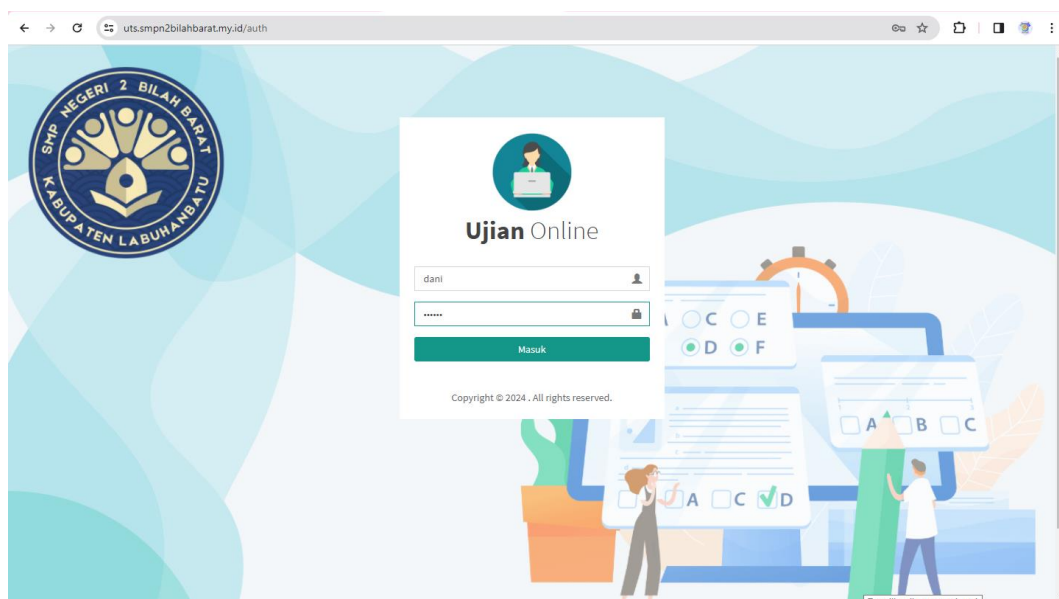 uts.smpn2bilahbarat.my.id/auth
SMP NEGERI 2 BILAH BARAT
KABUPATEN LABUHANBATU
Ujian Online
dani
••••••
Masuk
Copyright © 2024 . All rights reserved.
C E
D F
A B C
A C D